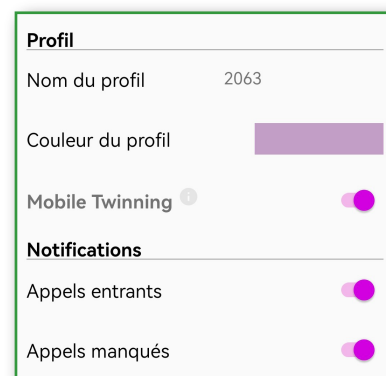 Profil
Nom du profil 2063
Couleur du profil
Mobile Twinning i
Notifications
Appels entrants
Appels manqués